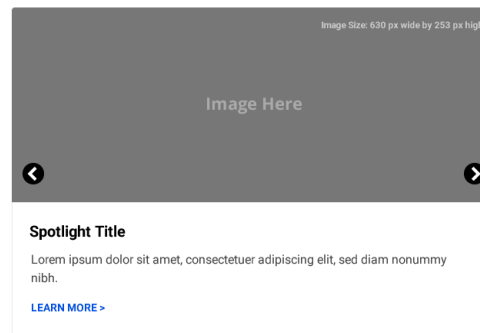 Image Size: 630 px wide by 253 px high
Image Here
Spotlight Title
Lorem ipsum dolor sit amet, consectetuer adipiscing elit, sed diam nonummy
nibh.
LEARN MORE >